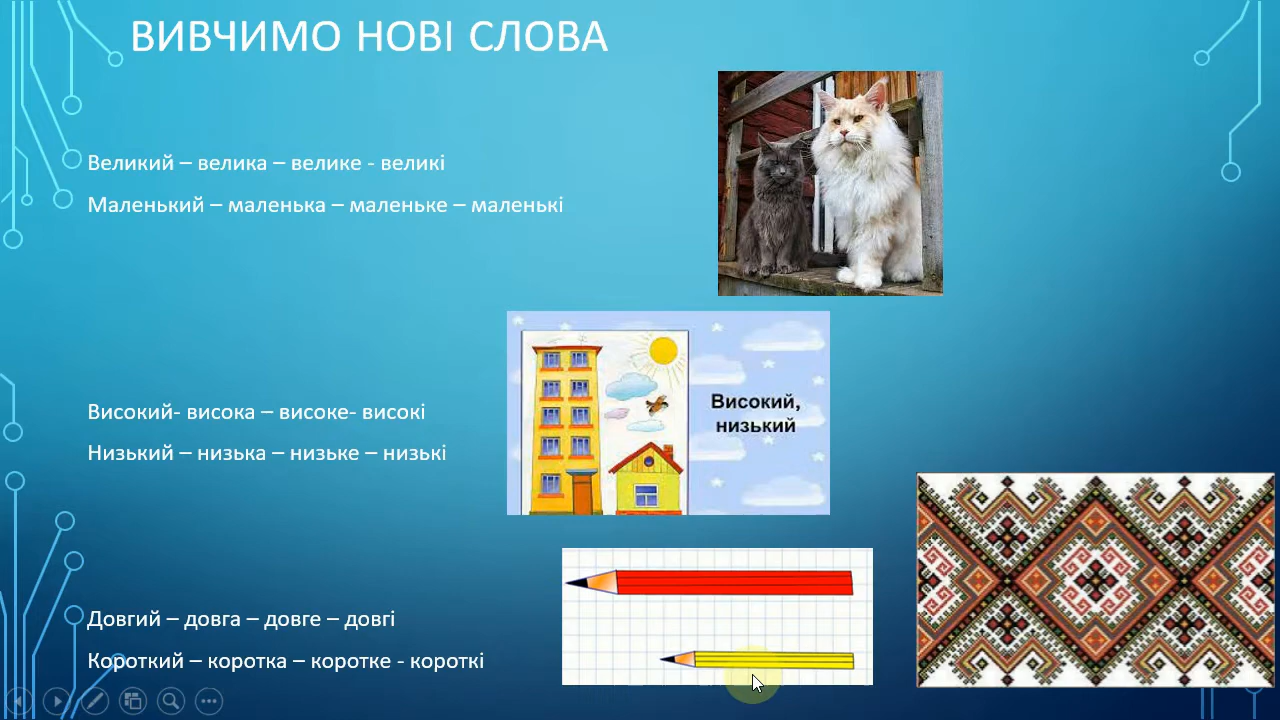 ВИВЧИМО НОВІ СЛОВА
Великий – велика – велике - великі
Маленький – маленька – маленьке – маленькі
Високий- висока – високе- високі
Низький – низька – низьке – низькі
Високий,
низький
Довгий – довга – довге – довгі
Короткий – коротка – коротке - короткі